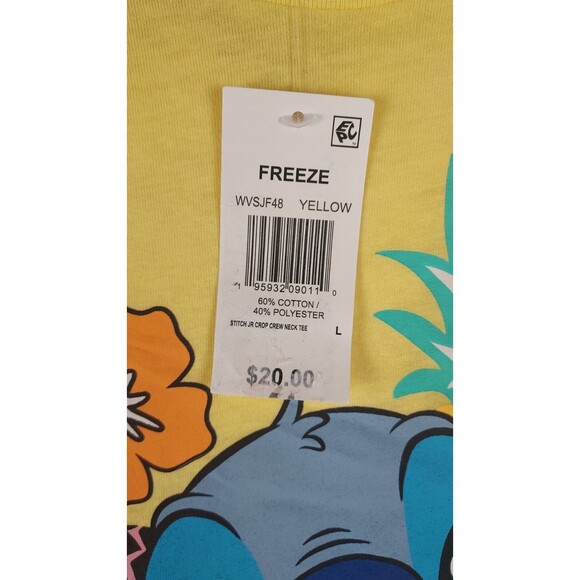 EPC
FREEZE
WVSJF48 YELLOW
1 95932 09011 0
60% COTTON /
40% POLYESTER
STITCH JR CROP CREW NECK TEE L
$20.00